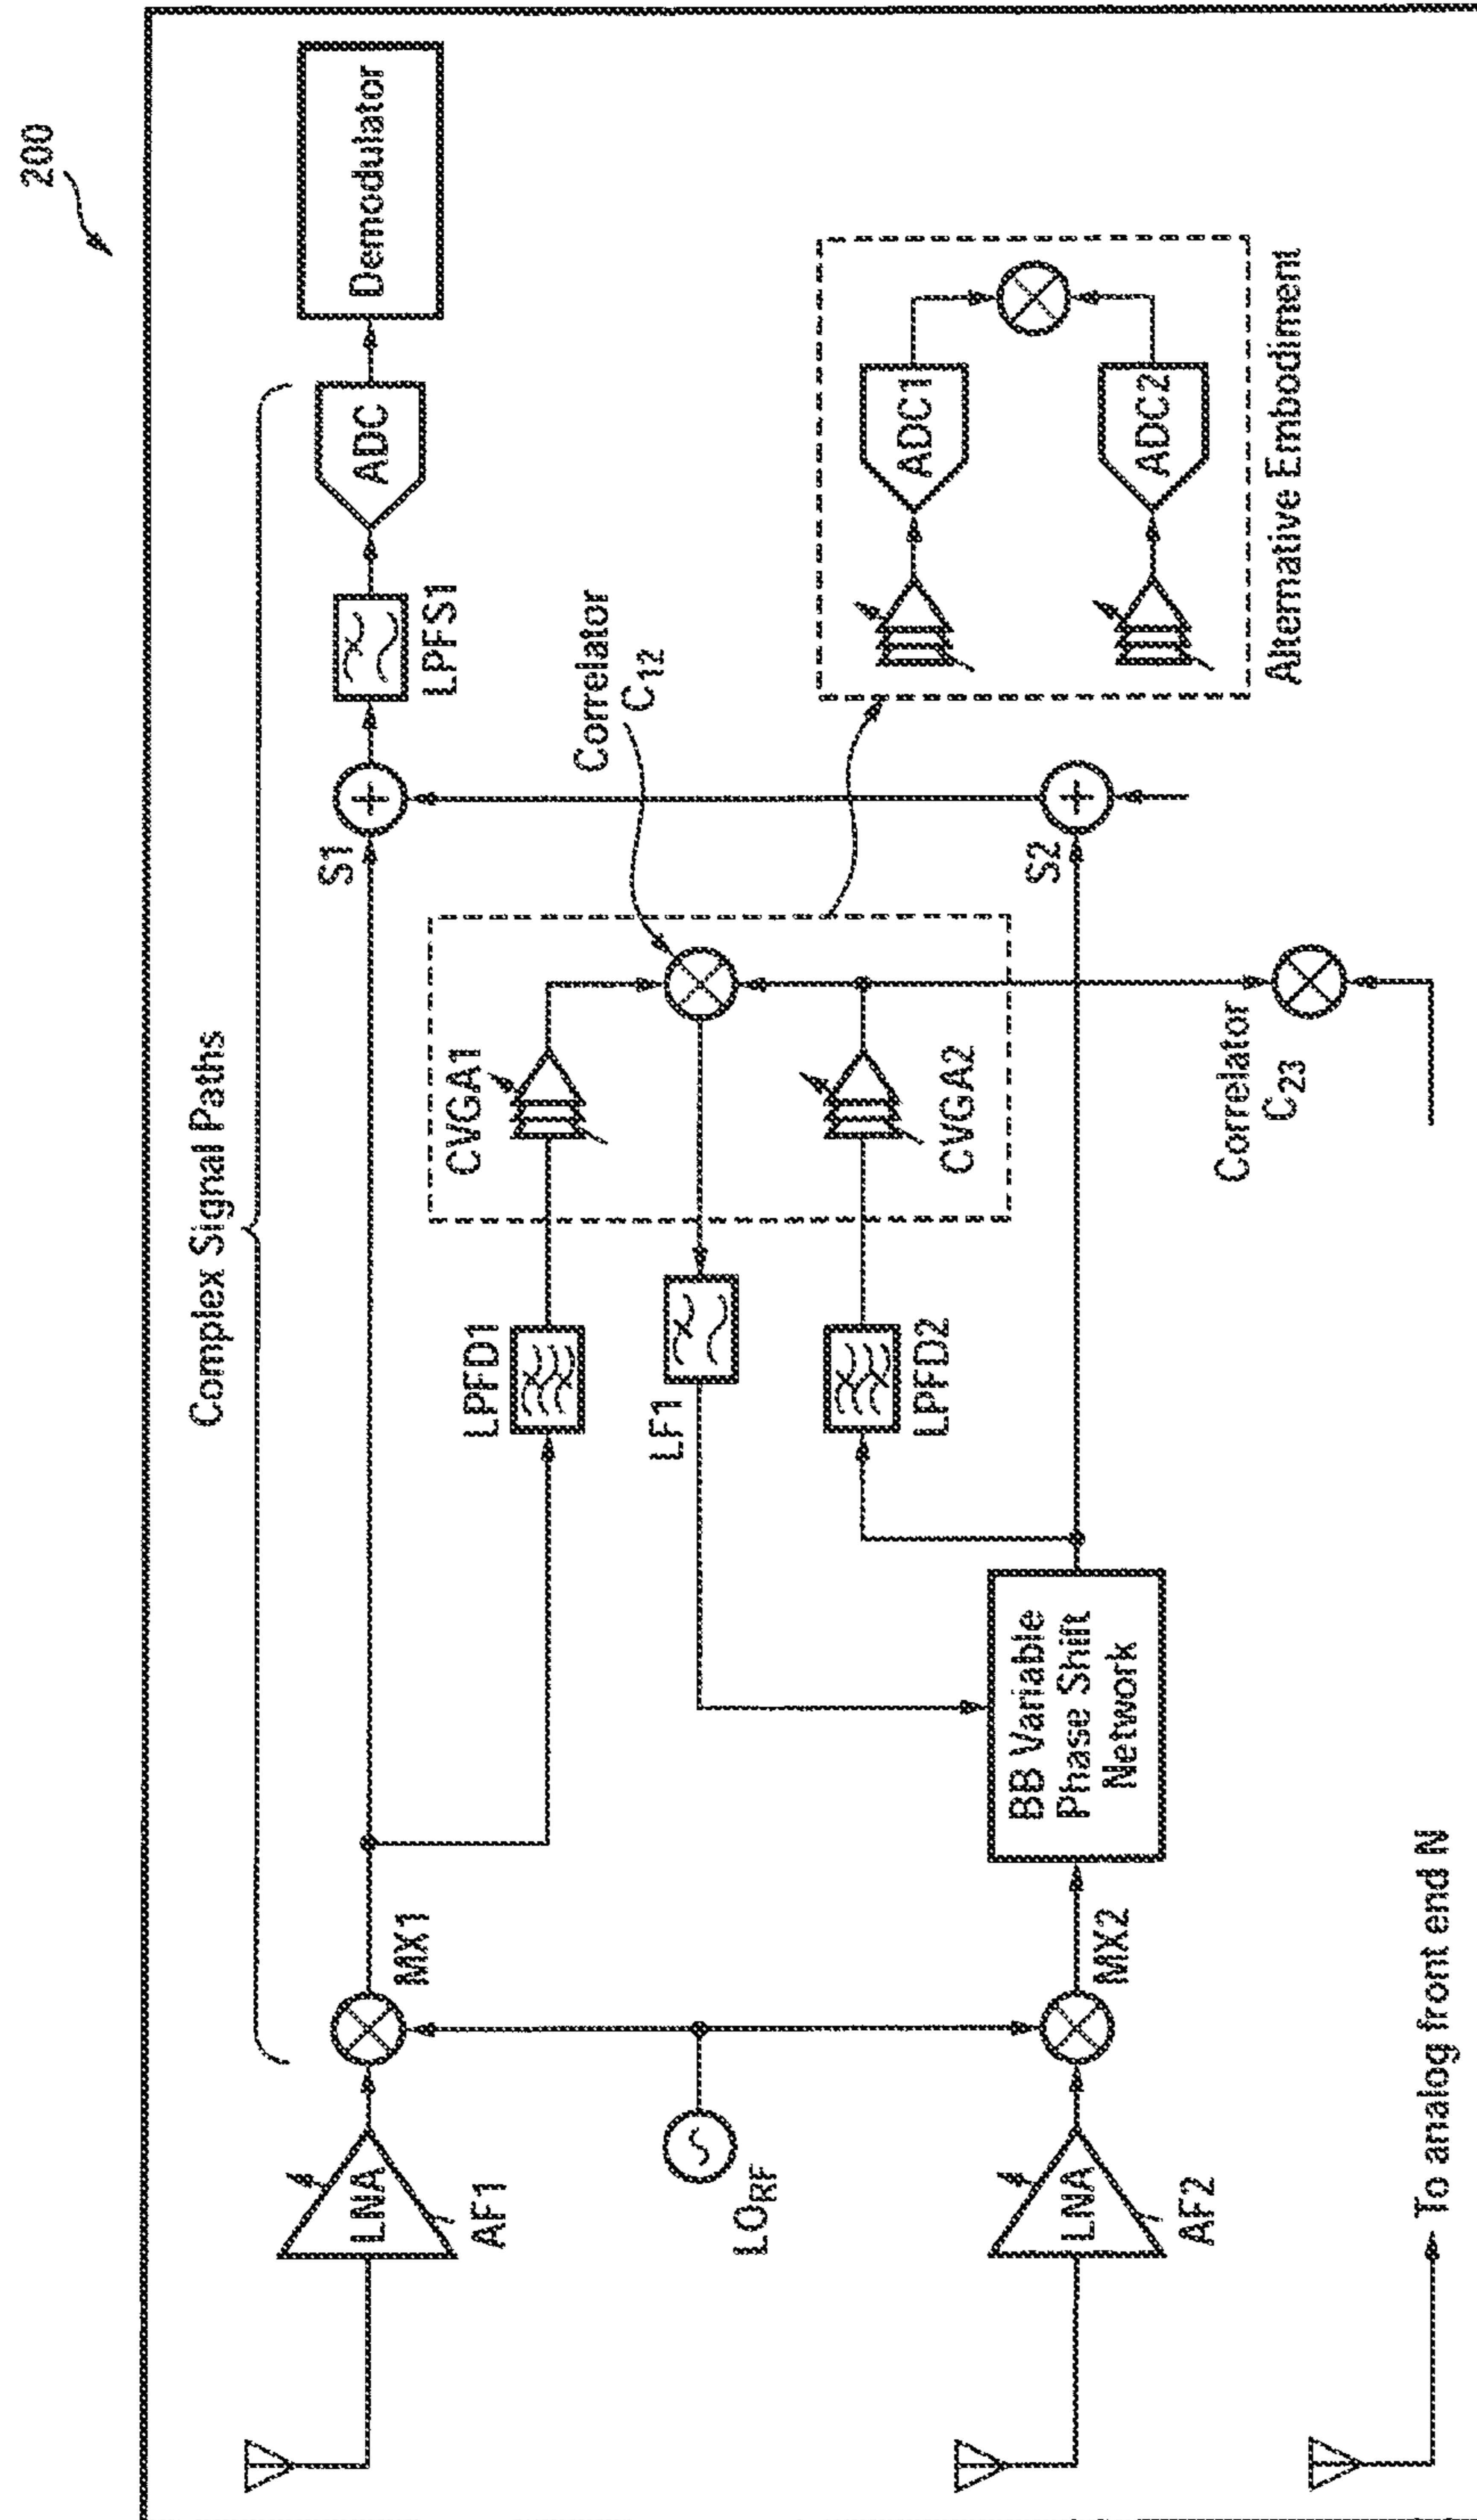 200
Complex Signal Paths
LNA
AF1
MX1
S1
LPFS1
ADC
Demodulator
LPFD1
CVGA1
Correlator
C12
LORF
LF1
LPFD2
CVGA2
ADC1
ADC2
Alternative Embodiment
LNA
AF2
MX2
BB Variable
Phase Shift
Network
S2
Correlator
C23
To analog front end N